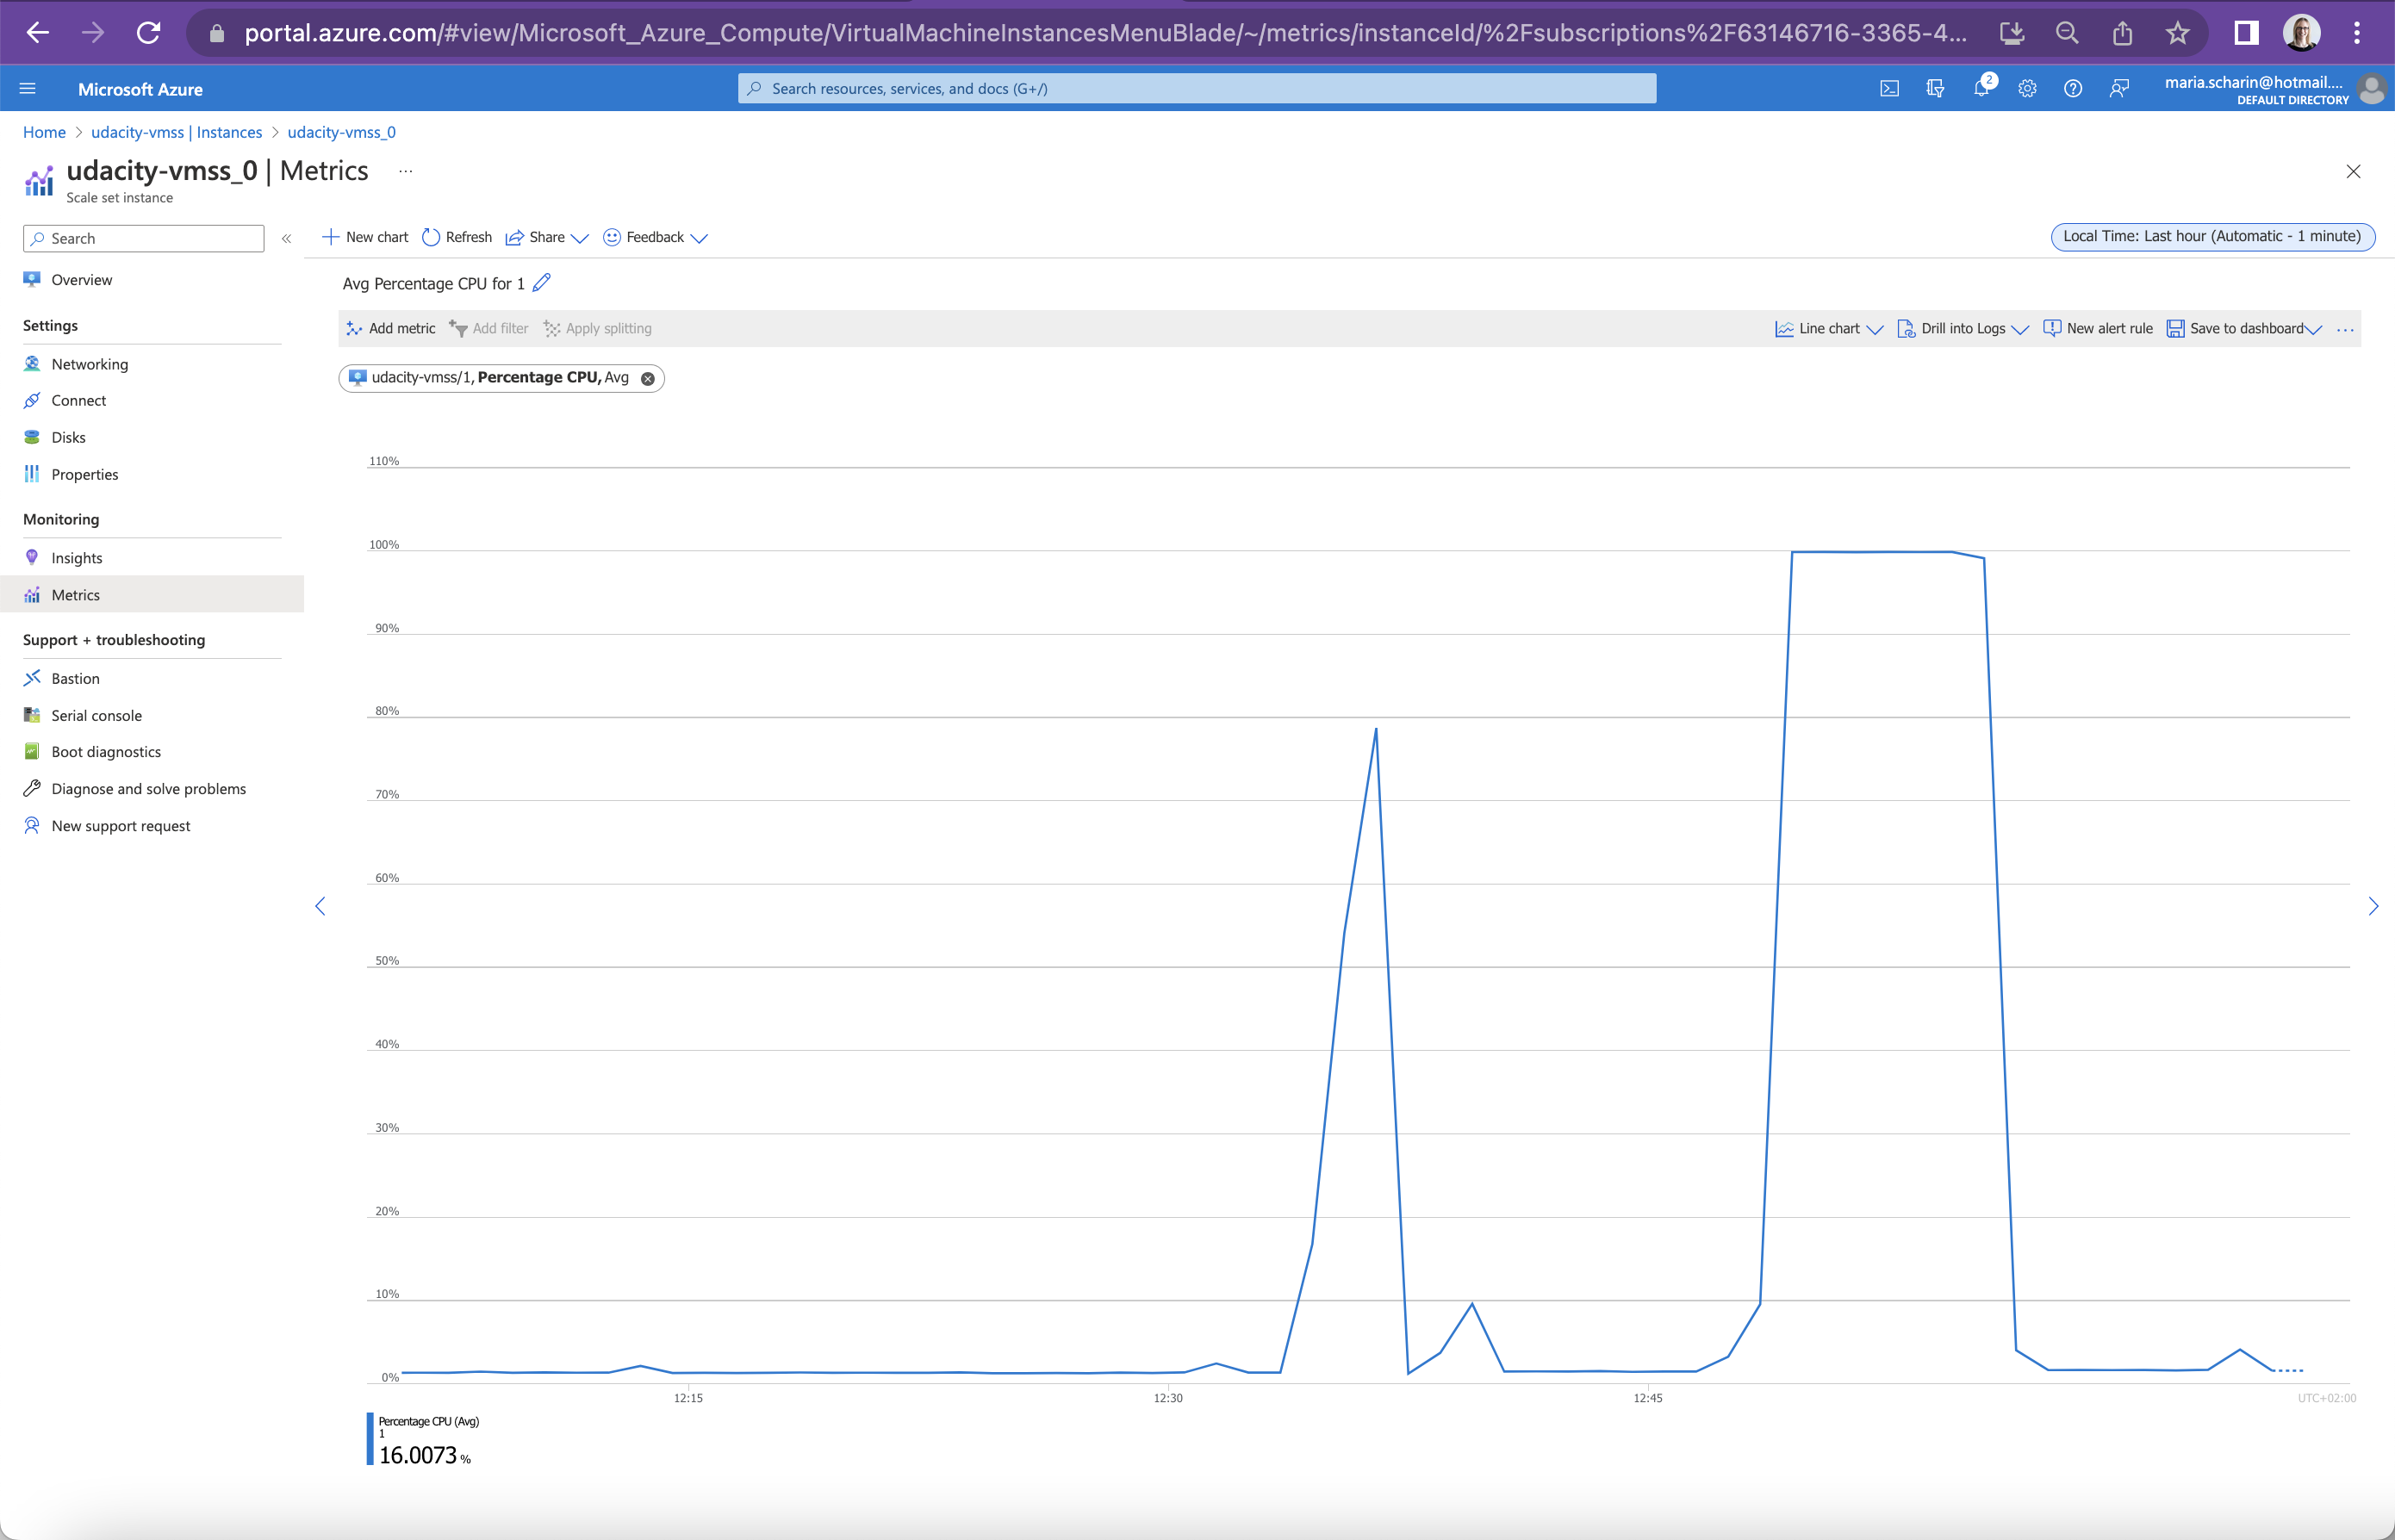 portal.azure.com/#view/Microsoft_Azure_Compute/VirtualMachineInstancesMenuBlade/~/metrics/instanceId/%2Fsubscriptions%2F63146716-3365-4...
Microsoft Azure
Search resources, services, and docs (G+/)
2
maria.scharin@hotmail....
DEFAULT DIRECTORY
Home > udacity-vmss | Instances > udacity-vmss_0
udacity-vmss_0 | Metrics ...
Scale set instance
Search
«
New chart
Refresh
Share
Feedback
Local Time: Last hour (Automatic - 1 minute)
Overview
Settings
Networking
Connect
Disks
Properties
Monitoring
Insights
Metrics
Support + troubleshooting
Bastion
Serial console
Boot diagnostics
Diagnose and solve problems
New support request
Avg Percentage CPU for 1
Add metric
Add filter
Apply splitting
Line chart
Drill into Logs
New alert rule
Save to dashboard
...
udacity-vmss/1, Percentage CPU, Avg
110%
100%
90%
80%
70%
60%
50%
40%
30%
20%
10%
0%
12:15
12:30
12:45
UTC+02:00
Percentage CPU (Avg)
1
16.0073 %